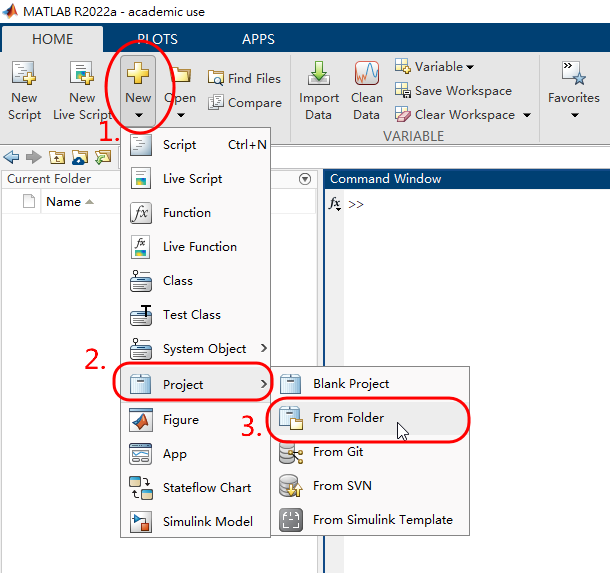 MATLAB R2022a - academic use
HOME PLOTS APPS
New Script
New Live Script
New
Open
Find Files
Compare
Import Data
Clean Data
Variable
Save Workspace
Clear Workspace
Favorites
VARIABLE
1.
Current Folder
Name
Command Window
fx >>
Script Ctrl+N
Live Script
fx Function
fx Live Function
Class
Test Class
System Object
2.
Project
Figure
App
Stateflow Chart
Simulink Model
Blank Project
3.
From Folder
From Git
From SVN
From Simulink Template